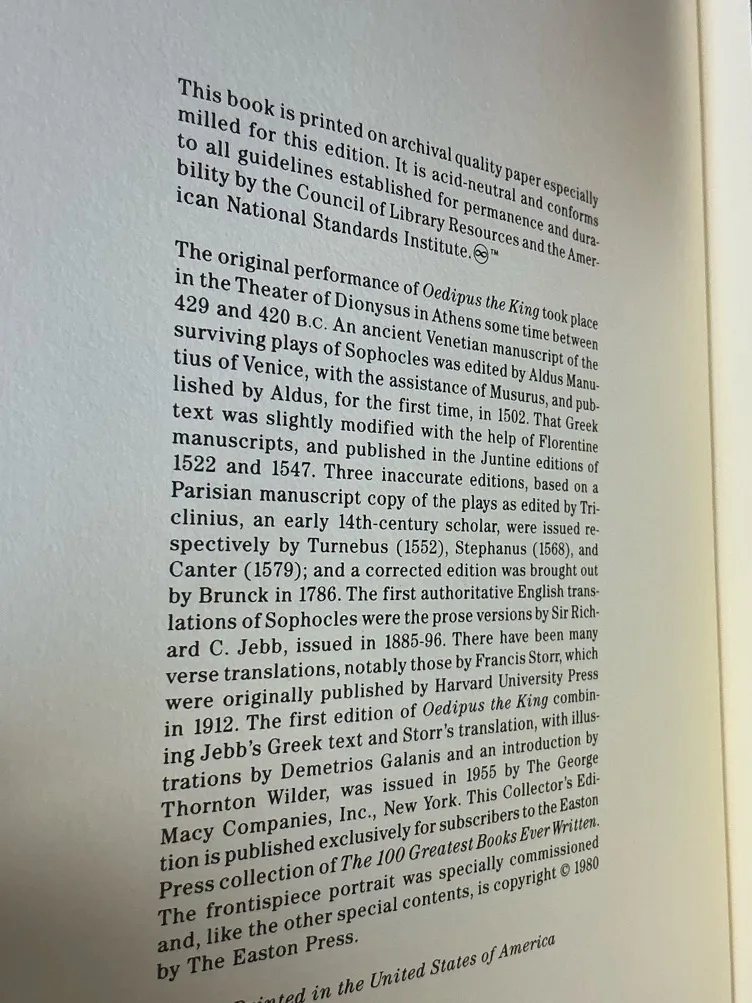 This book is printed on archival quality paper especially
milled for this edition. It is acid-neutral and conforms
to all guidelines established for permanence and dura-
bility by the Council of Library Resources and the Amer-
ican National Standards Institute.♾™
The original performance of Oedipus the King took place
in the Theater of Dionysus in Athens some time between
429 and 420 B.C. An ancient Venetian manuscript of the
surviving plays of Sophocles was edited by Aldus Manu-
tius of Venice, with the assistance of Musurus, and pub-
lished by Aldus, for the first time, in 1502. That Greek
text was slightly modified with the help of Florentine
manuscripts, and published in the Juntine editions of
1522 and 1547. Three inaccurate editions, based on a
Parisian manuscript copy of the plays as edited by Tri-
clinius, an early 14th-century scholar, were issued re-
spectively by Turnebus (1552), Stephanus (1568), and
Canter (1579); and a corrected edition was brought out
by Brunck in 1786. The first authoritative English trans-
lations of Sophocles were the prose versions by Sir Rich-
ard C. Jebb, issued in 1885-96. There have been many
verse translations, notably those by Francis Storr, which
were originally published by Harvard University Press
in 1912. The first edition of Oedipus the King combin-
ing Jebb's Greek text and Storr's translation, with illus-
trations by Demetrios Galanis and an introduction by
Thornton Wilder, was issued in 1955 by The George
Macy Companies, Inc., New York. This Collector's Edi-
tion is published exclusively for subscribers to the Easton
Press collection of The 100 Greatest Books Ever Written.
The frontispiece portrait was specially commissioned
and, like the other special contents, is copyright © 1980
by The Easton Press.
Printed in the United States of America